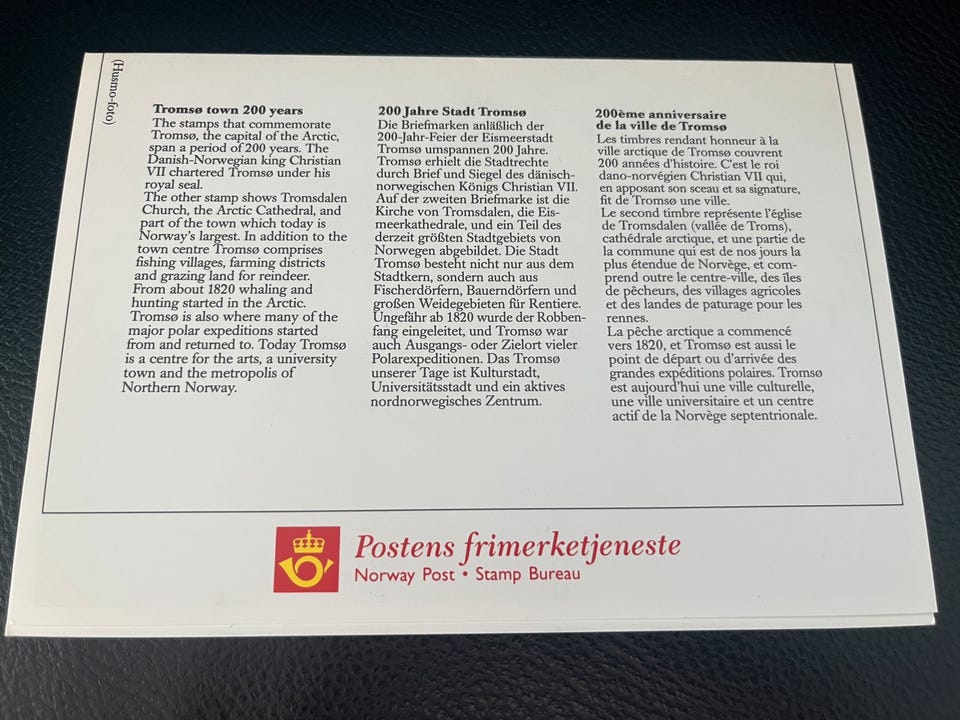 (Husmo-foto)
Tromsø town 200 years
The stamps that commemorate
Tromsø, the capital of the Arctic,
span a period of 200 years. The
Danish-Norwegian king Christian
VII chartered Tromsø under his
royal seal.
The other stamp shows Tromsdalen
Church, the Arctic Cathedral, and
part of the town which today is
Norway's largest. In addition to the
town centre Tromsø comprises
fishing villages, farming districts
and grazing land for reindeer.
From about 1820 whaling and
hunting started in the Arctic.
Tromsø is also where many of the
major polar expeditions started
from and returned to. Today Tromsø
is a centre for the arts, a university
town and the metropolis of
Northern Norway.
200 Jahre Stadt Tromsø
Die Briefmarken anläßlich der
200-Jahr-Feier der Eismeerstadt
Tromsø umspannen 200 Jahre.
Tromsø erhielt die Stadtrechte
durch Brief und Siegel des dänisch-
norwegischen Königs Christian VII.
Auf der zweiten Briefmarke ist die
Kirche von Tromsdalen, die Eis-
meerkathedrale, und ein Teil des
derzeit größten Stadtgebiets von
Norwegen abgebildet. Die Stadt
Tromsø besteht nicht nur aus dem
Stadtkern, sondern auch aus
Fischerdörfern, Bauerndörfern und
großen Weidegebieten für Rentiere.
Ungefähr ab 1820 wurde der Robben-
fang eingeleitet, und Tromsø war
auch Ausgangs- oder Zielort vieler
Polarexpeditionen. Das Tromsø
unserer Tage ist Kulturstadt,
Universitätsstadt und ein aktives
nordnorwegisches Zentrum.
200ème anniversaire
de la ville de Tromsø
Les timbres rendant honneur à la
ville arctique de Tromsø couvrent
200 années d'histoire. C'est le roi
dano-norvégien Christian VII qui,
en apposant son sceau et sa signature,
fit de Tromsø une ville.
Le second timbre représente l'église
de Tromsdalen (vallée de Troms),
cathédrale arctique, et une partie de
la commune qui est de nos jours la
plus étendue de Norvège, et com-
prend outre le centre-ville, des îles
de pêcheurs, des villages agricoles
et des landes de paturage pour les
rennes.
La pêche arctique a commencé
vers 1820, et Tromsø est aussi le
point de départ ou d'arrivée des
grandes expéditions polaires. Tromsø
est aujourd'hui une ville culturelle,
une ville universitaire et un centre
actif de la Norvège septentrionale.
Postens frimerketjeneste
Norway Post • Stamp Bureau